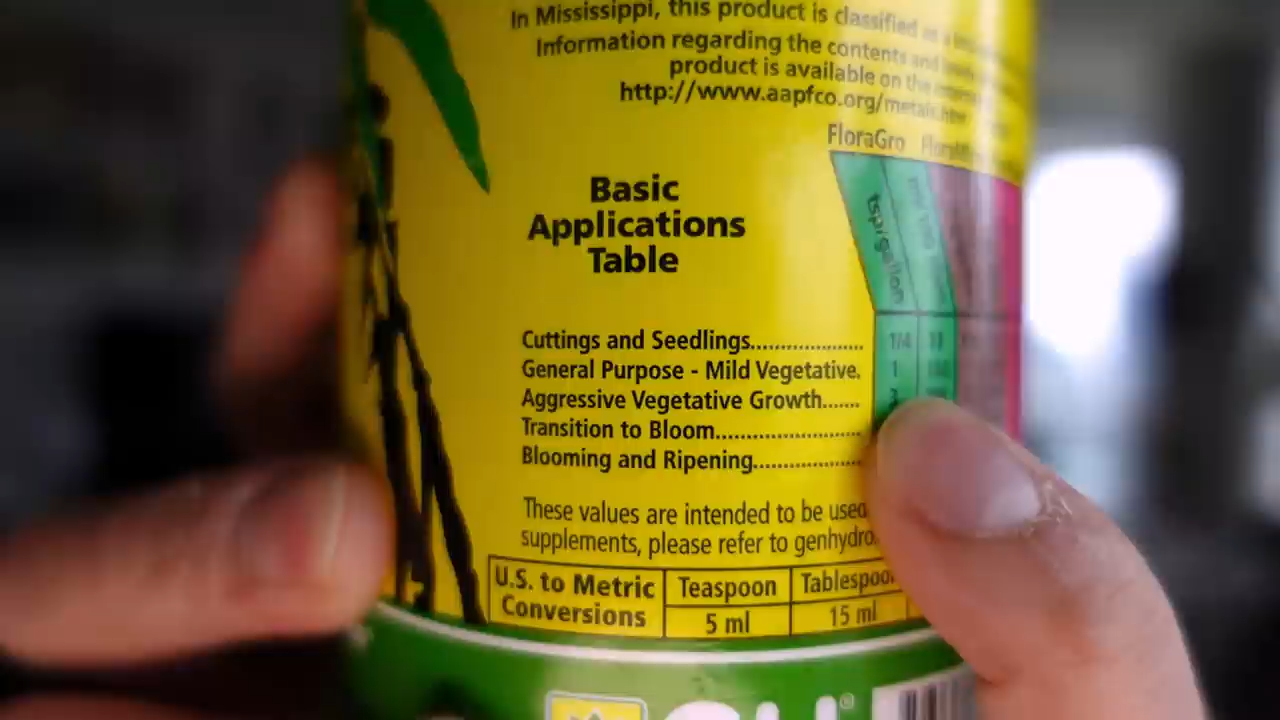 In Mississippi, this product is classified as a
Information regarding the contents and
product is available on the
http://www.aapfco.org/metals.htm
FloraGro
tsp/gallon
Basic
Applications
Table
Cuttings and Seedlings.................... 1/4
General Purpose - Mild Vegetative. 1
Aggressive Vegetative Growth.......
Transition to Bloom..........................
Blooming and Ripening....................
These values are intended to be used
supplements, please refer to genhydro.
U.S. to Metric Conversions Teaspoon Tablespoo
5 ml 15 ml